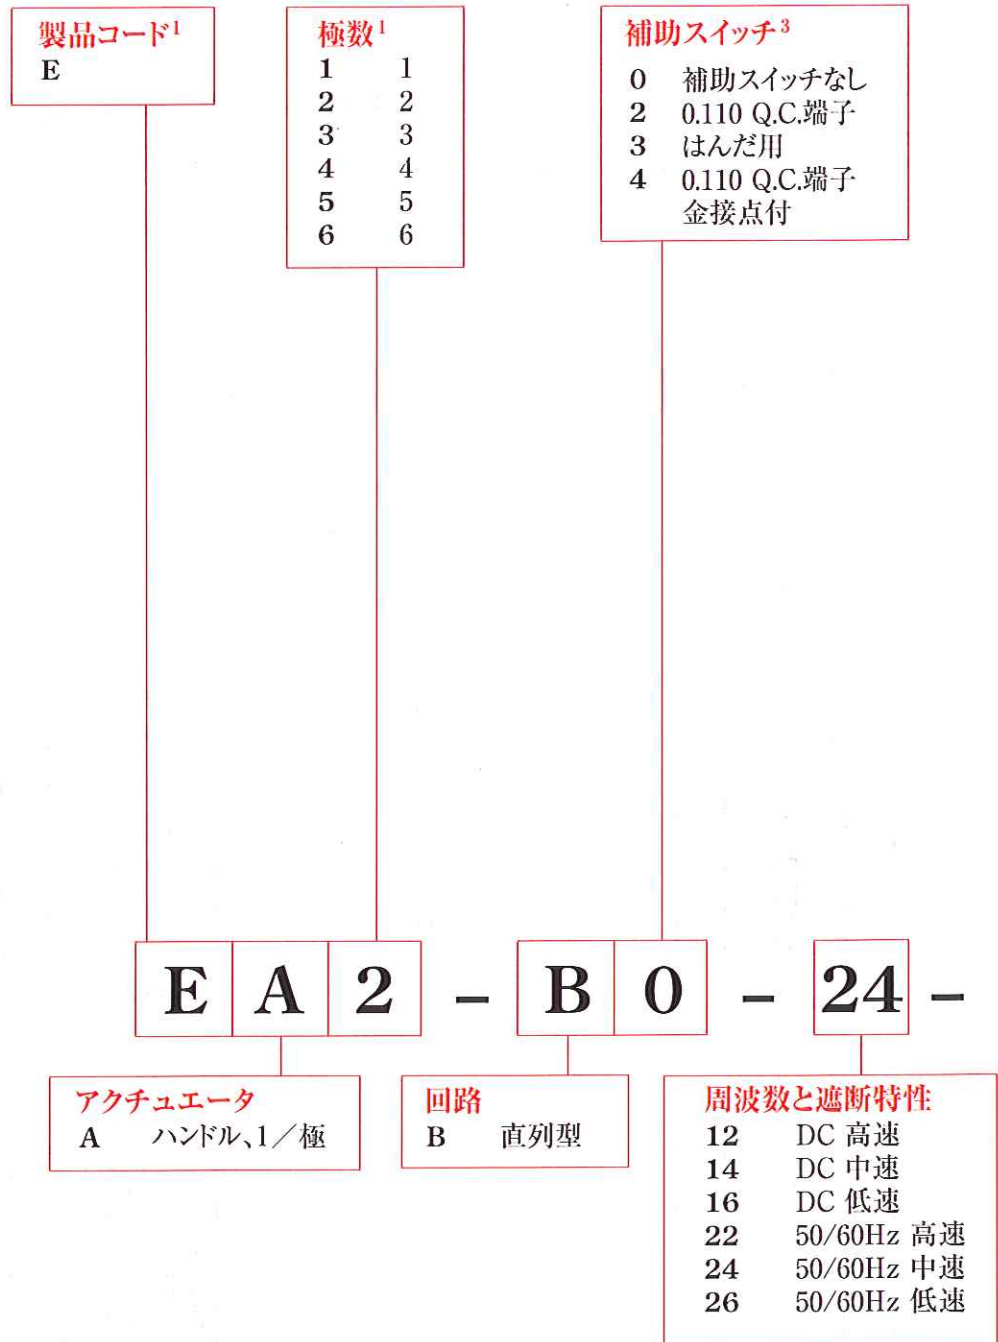 製品コード1
E
極数1
1 1
2 2
3 3
4 4
5 5
6 6
補助スイッチ3
0 補助スイッチなし
2 0.110 Q.C.端子
3 はんだ用
4 0.110 Q.C.端子
金接点付
E A 2 - B 0 - 24 -
アクチュエータ
A ハンドル、1／極
回路
B 直列型
周波数と遮断特性
12 DC 高速
14 DC 中速
16 DC 低速
22 50/60Hz 高速
24 50/60Hz 中速
26 50/60Hz 低速